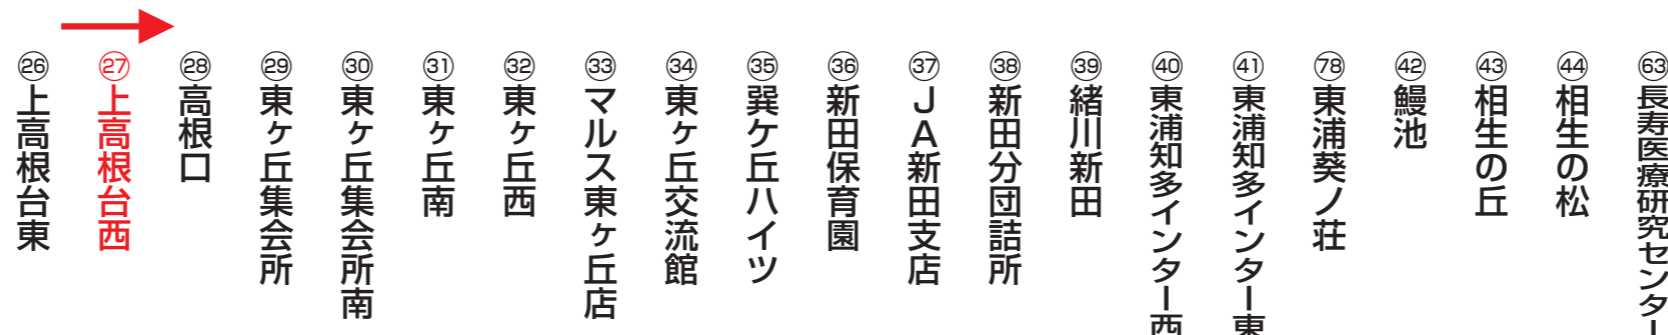 ㉖上高根台東
㉗上高根台西
㉘高根口
㉙東ヶ丘集会所
㉚東ヶ丘集会所南
㉛東ヶ丘南
㉜東ヶ丘西
㉝マルス東ヶ丘店
㉞東ヶ丘交流館
㉟巽ケ丘ハイツ
㊱新田保育園
㊲JA新田支店
㊳新田分団詰所
㊴緒川新田
㊵東浦知多インター西
㊶東浦知多インター東
78東浦葵ノ荘
㊷鰻池
㊸相生の丘
㊹相生の松
63長寿医療研究センター